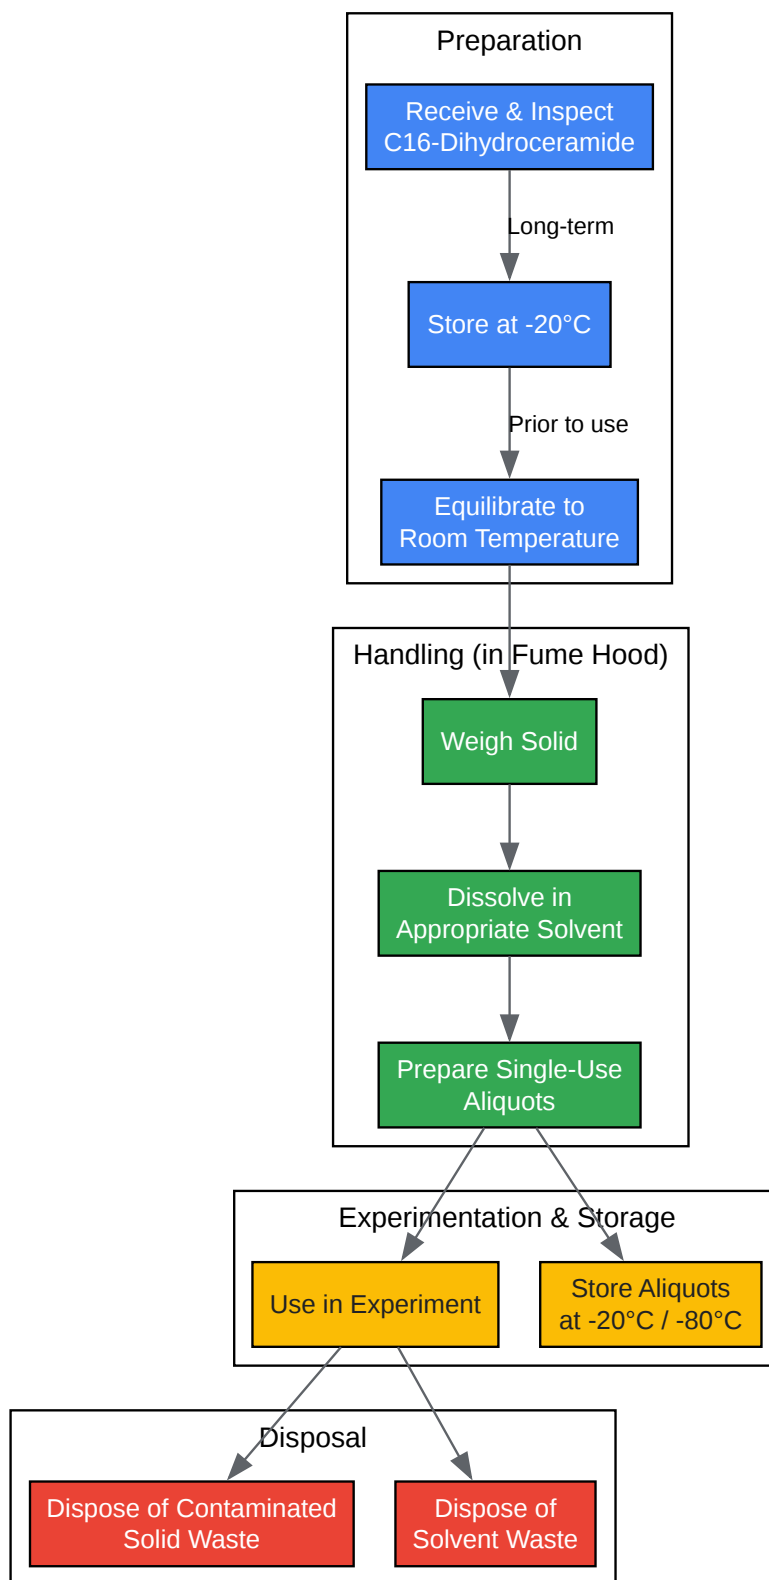 Preparation
Receive & Inspect
C16-Dihydroceramide
Long-term
Store at -20°C
Prior to use
Equilibrate to
Room Temperature
Handling (in Fume Hood)
Weigh Solid
Dissolve in
Appropriate Solvent
Prepare Single-Use
Aliquots
Experimentation & Storage
Use in Experiment
Store Aliquots
at -20°C / -80°C
Disposal
Dispose of Contaminated
Solid Waste
Dispose of
Solvent Waste